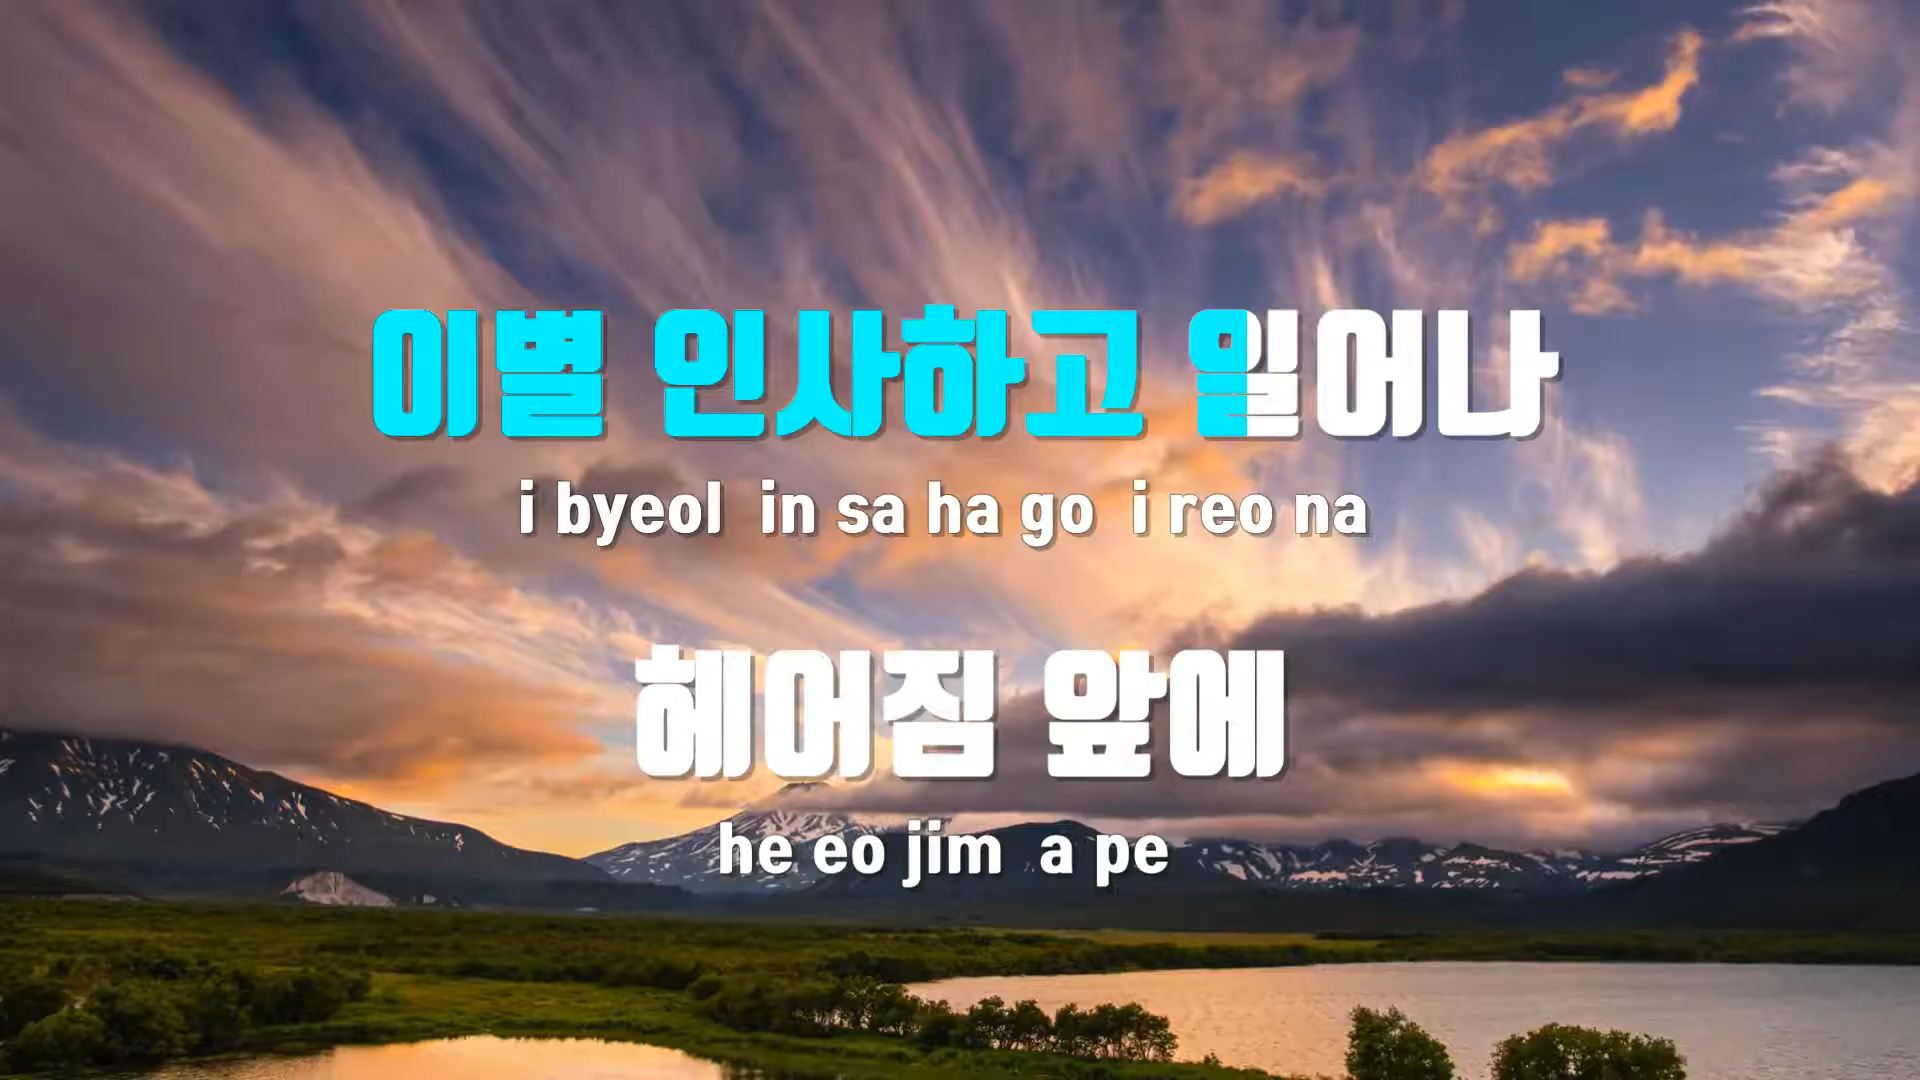 이별 인사하고 일어나
i byeol in sa ha go i reo na
헤어짐 앞에
he eo jim a pe